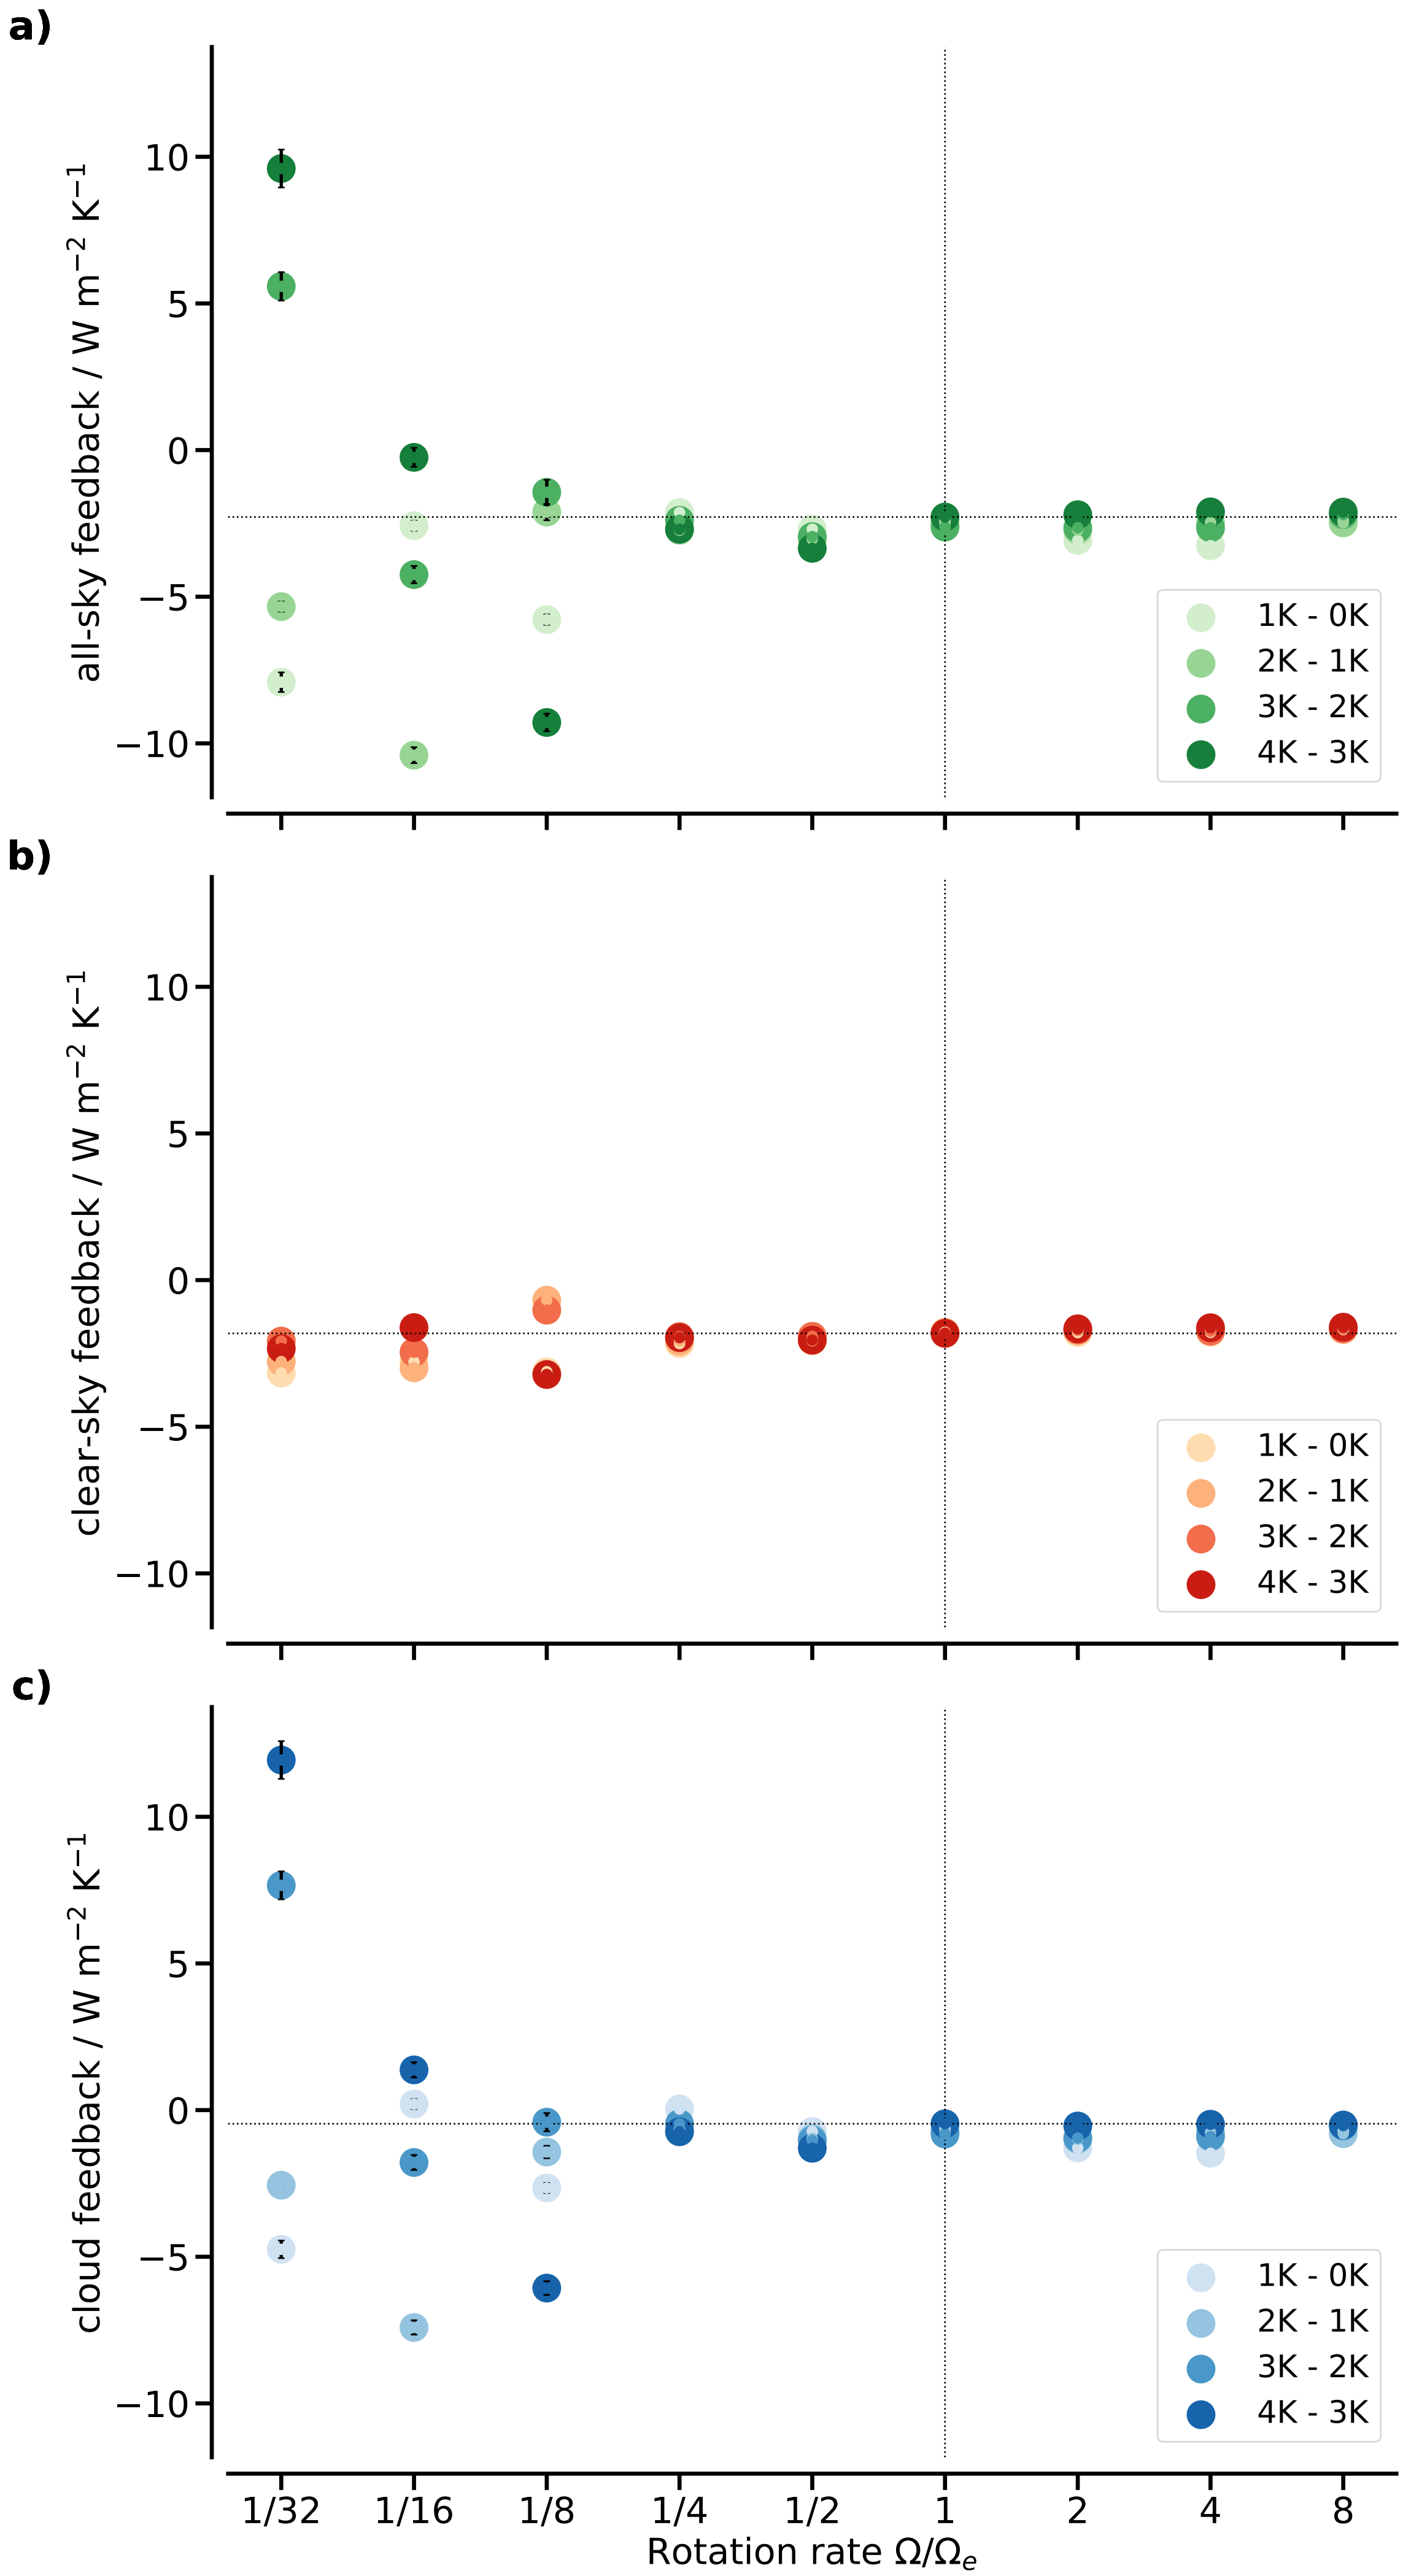 a)
all-sky feedback / W m⁻² K⁻¹
10
5
0
−5
−10
1K - 0K
2K - 1K
3K - 2K
4K - 3K
b)
clear-sky feedback / W m⁻² K⁻¹
10
5
0
−5
−10
1K - 0K
2K - 1K
3K - 2K
4K - 3K
c)
cloud feedback / W m⁻² K⁻¹
10
5
0
−5
−10
1K - 0K
2K - 1K
3K - 2K
4K - 3K
1/32 1/16 1/8 1/4 1/2 1 2 4 8
Rotation rate Ω/Ωₑ